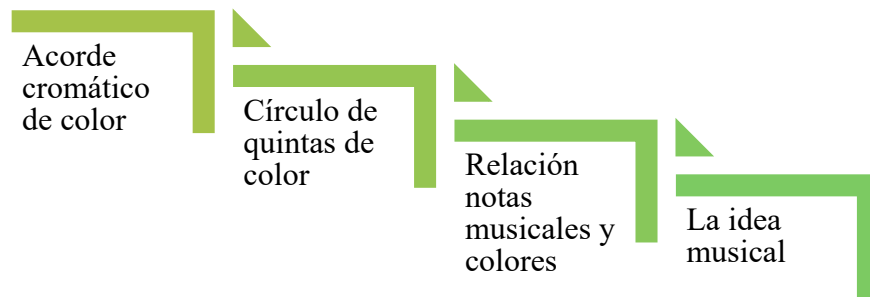 Acorde
cromático
de color
Círculo de
quintas de
color
Relación
notas
musicales y
colores
La idea
musical